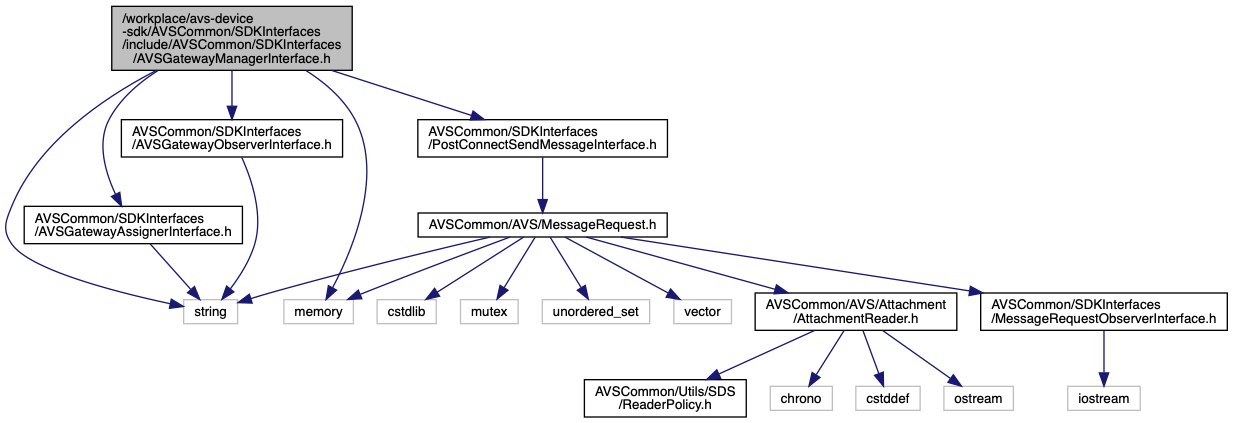 /workplace/avs-device
-sdk/AVSCommon/SDKInterfaces
/include/AVSCommon/SDKInterfaces
/AVSGatewayManagerInterface.h
AVSCommon/SDKInterfaces
/AVSGatewayObserverInterface.h
AVSCommon/SDKInterfaces
/PostConnectSendMessageInterface.h
AVSCommon/SDKInterfaces
/AVSGatewayAssignerInterface.h
AVSCommon/AVS/MessageRequest.h
string
memory
cstdlib
mutex
unordered_set
vector
AVSCommon/AVS/Attachment
/AttachmentReader.h
AVSCommon/SDKInterfaces
/MessageRequestObserverInterface.h
AVSCommon/Utils/SDS
/ReaderPolicy.h
chrono
cstddef
ostream
iostream